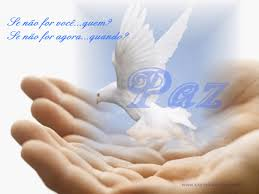 Se não for você...quem?
Se não for agora...quando?
Paz